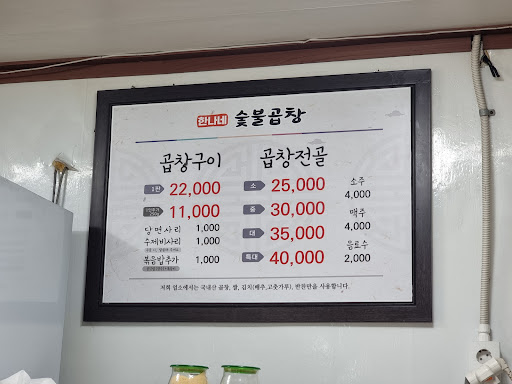 한나네 숯불곱창
곱창구이
1판 22,000
11,000
당면사리 1,000
수제비사리 1,000
볶음밥추가 1,000
곱창전골
소 25,000
중 30,000
대 35,000
특대 40,000
소주 4,000
맥주 4,000
음료수 2,000
저희 업소에서는 국내산 곱창, 쌀, 김치(배추,고춧가루), 반찬만을 사용합니다.